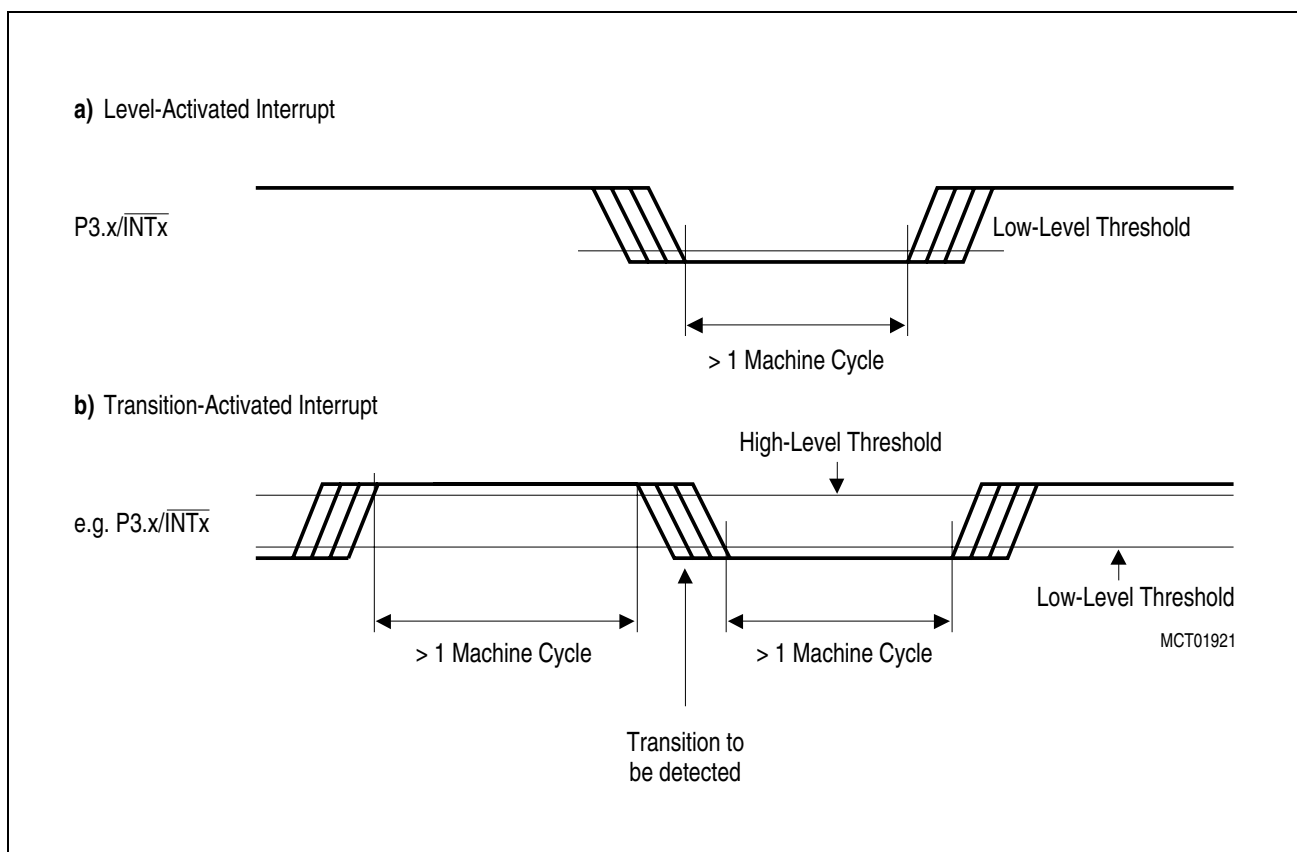 a) Level-Activated Interrupt
P3.x/INTx
Low-Level Threshold
> 1 Machine Cycle
b) Transition-Activated Interrupt
High-Level Threshold
e.g. P3.x/INTx
Low-Level Threshold
> 1 Machine Cycle
> 1 Machine Cycle
MCT01921
Transition to
be detected